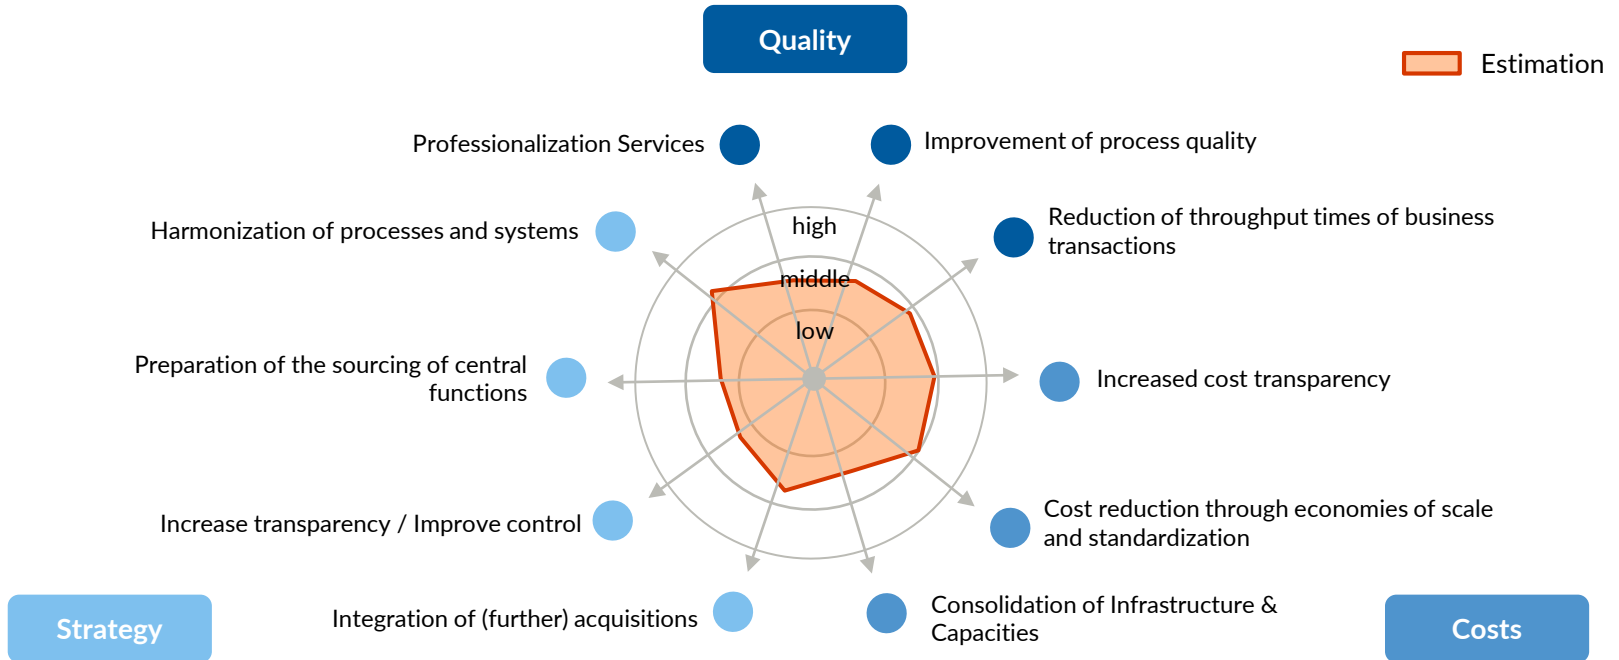 Quality
Estimation
Professionalization Services
Improvement of process quality
Harmonization of processes and systems
high
Reduction of throughput times of business
transactions
middle
low
Preparation of the sourcing of central
functions
Increased cost transparency
Increase transparency / Improve control
Cost reduction through economies of scale
and standardization
Integration of (further) acquisitions
Consolidation of Infrastructure &
Capacities
Strategy
Costs